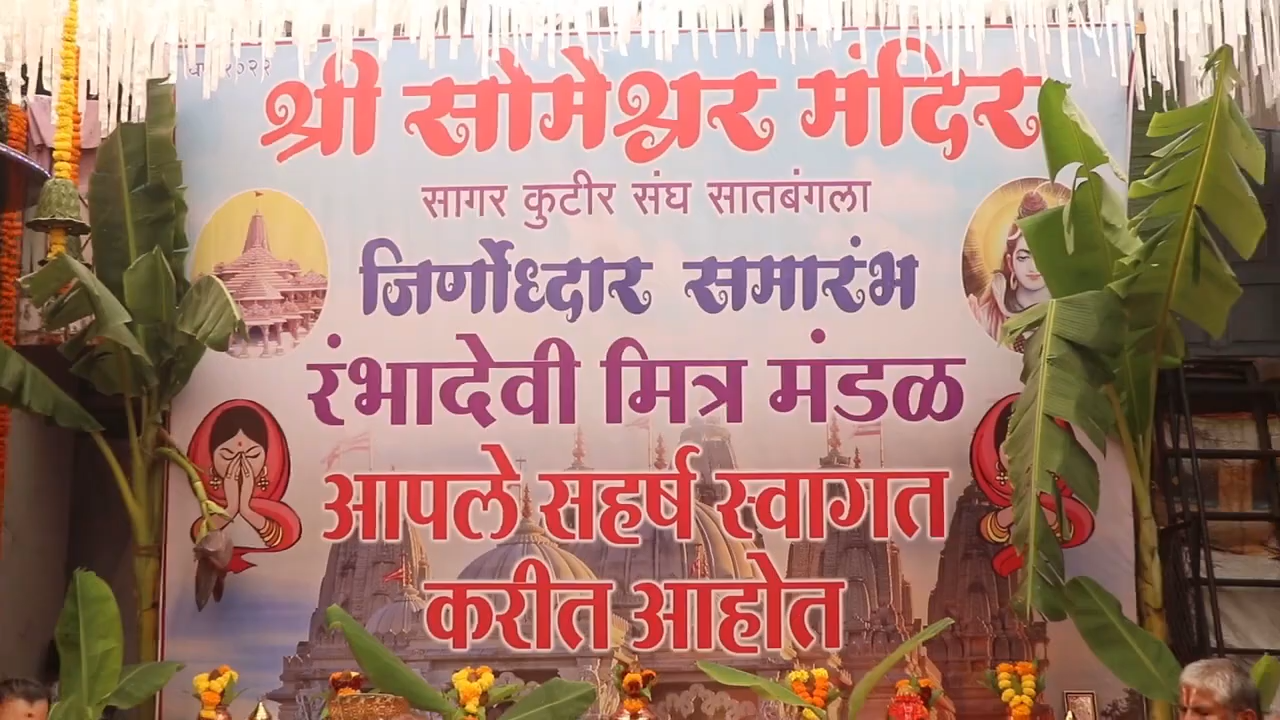 श्री सोमेश्वर मंदिर
सागर कुटीर संघ सातबंगला
जिर्णोध्दार समारंभ
रंभादेवी मित्र मंडळ
आपले सहर्ष स्वागत
करीत आहोत